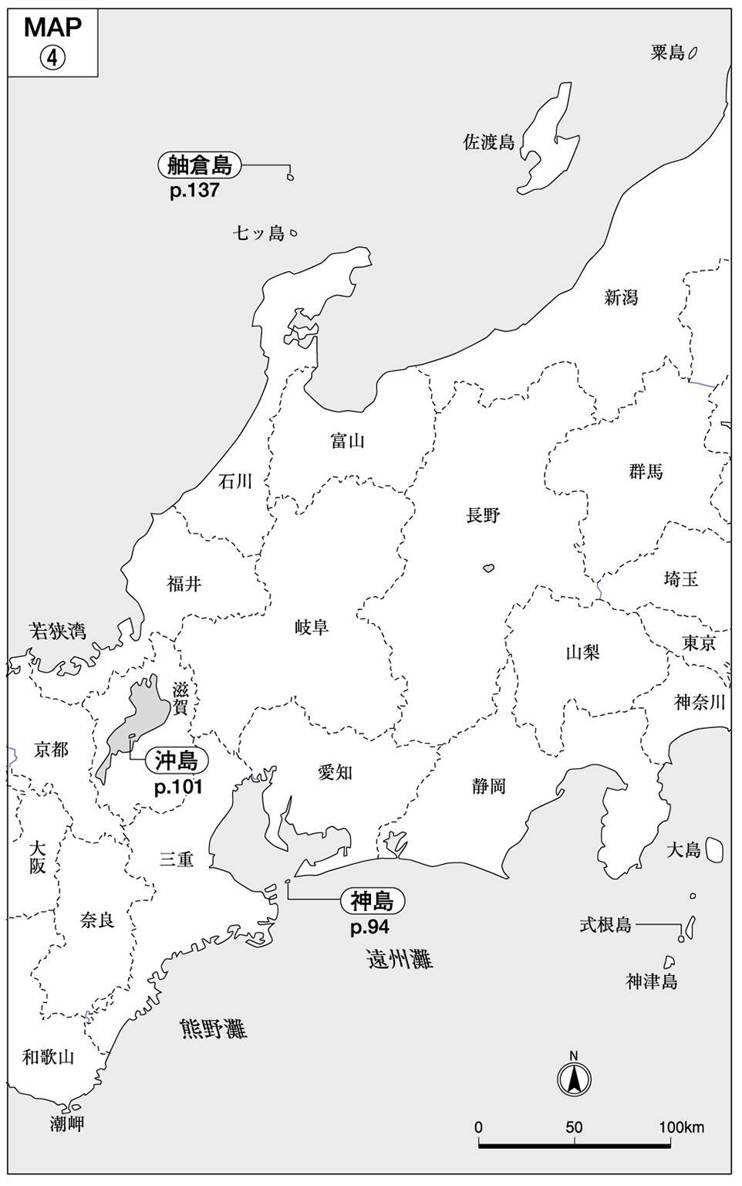 MAP
④
粟島
佐渡島
舳倉島
p.137
七ッ島
新潟
富山
石川
群馬
長野
福井
埼玉
若狭湾
岐阜
山梨
東京
滋賀
神奈川
京都
沖島
p.101
愛知
静岡
大阪
三重
大島
奈良
神島
p.94
式根島
遠州灘
神津島
熊野灘
和歌山
潮岬
N
0 50 100km